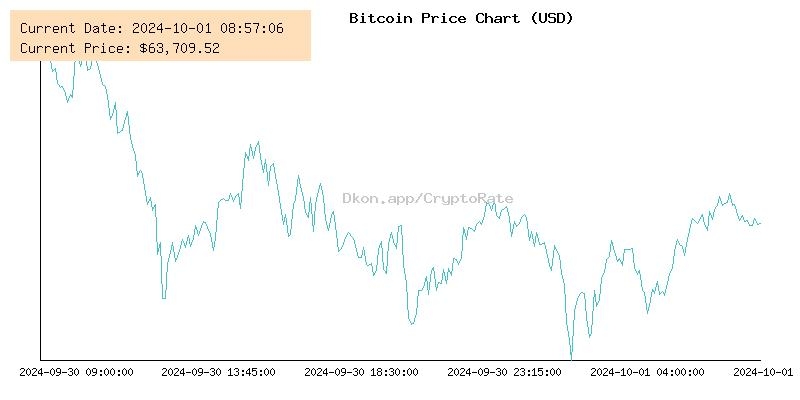 Bitcoin Price Chart (USD)
Current Date: 2024-10-01 08:57:06
Current Price: $63,709.52
Dkon.app/CryptoRate
2024-09-30 09:00:00 2024-09-30 13:45:00 2024-09-30 18:30:00 2024-09-30 23:15:00 2024-10-01 04:00:00 2024-10-01